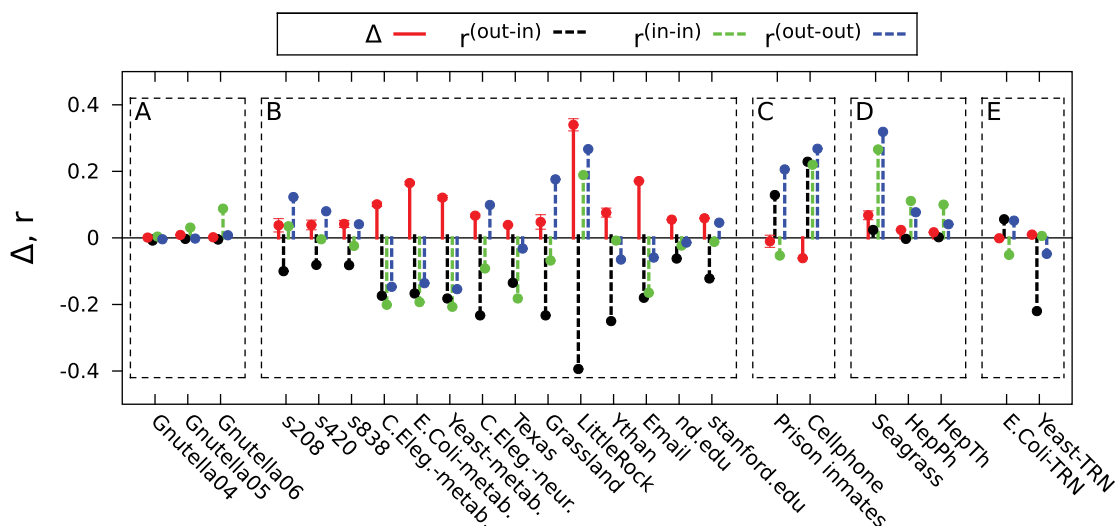 Δ r(out-in) r(in-in) r(out-out)
Δ, r
0.4
0.2
0
-0.2
-0.4
A B C D E
Gnutella04
Gnutella05
Gnutella06
s208
s420
s838
C.Eleg.-metab.
E.Coli-metab.
Yeast-metab.
C.Eleg.-neur.
Texas
Grassland
LittleRock
Ythan
Email
nd.edu
stanford.edu
Prison inmates
Cellphone
Seagrass
HepPh
HepTh
E.Coli-TRN
Yeast-TRN